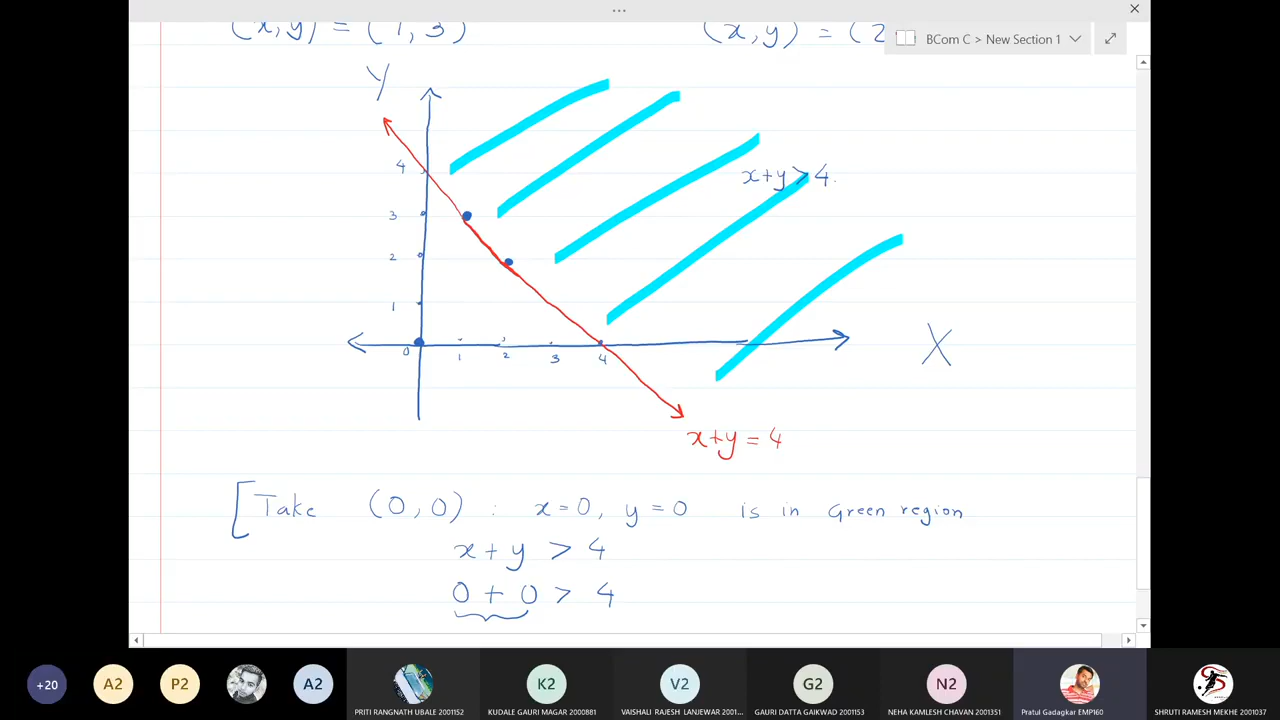 (x,y) = (1,3) (x,y) = (2
BCom C > New Section 1
Y
4
x+y > 4.
3
2
1
0 1 2 3 4
X
x+y = 4
[Take (0,0) : x=0, y=0 is in Green region
x + y > 4
0 + 0 > 4
+20 A2 P2 A2 K2 V2 G2 N2
PRITI RANGNATH UBALE 2001152 KUDALE GAURI MAGAR 2000881 VAISHALI RAJESH LANJEWAR 2001... GAURI DATTA GAIKWAD 2001153 NEHA KAMLESH CHAVAN 2001351 Pratul Gadagkar EMP160 SHRUTI RAMESH MEKHE 2001037